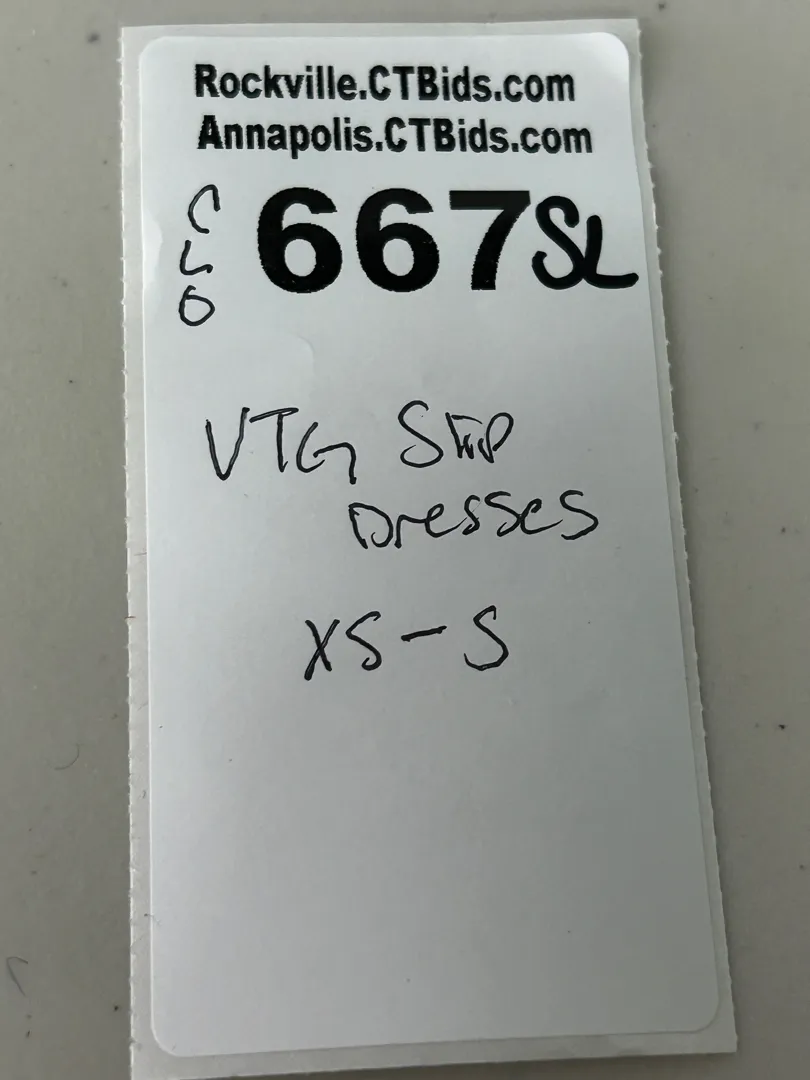 Rockville.CTBids.com
Annapolis.CTBids.com
CLO
667SL
VTG Slip
Dresses
XS-S